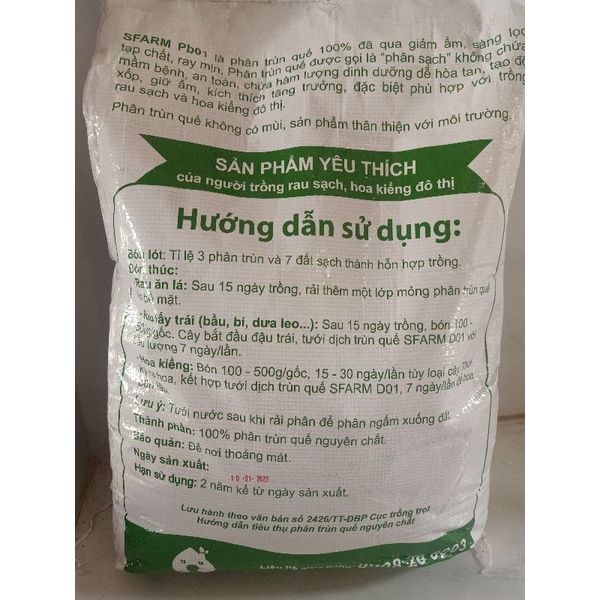 SFARM Pb01 là phân trùn quế 100% đã qua giảm ẩm, sàng lọc
tạp chất, ray mịn. Phân trùn quế được gọi là “phân sạch” không chứa
mầm bệnh, an toàn, chứa hàm lượng dinh dưỡng dễ hòa tan, tạo độ
xốp, giữ ẩm, kích thích tăng trưởng, đặc biệt phù hợp với trồng
rau sạch và hoa kiểng đô thị.
Phân trùn quế không có mùi, sản phẩm thân thiện với môi trường.
SẢN PHẨM YÊU THÍCH
của người trồng rau sạch, hoa kiểng đô thị
Hướng dẫn sử dụng:
Bón lót: Tỉ lệ 3 phân trùn và 7 đất sạch thành hỗn hợp trồng.
Bón thúc:
-Rau ăn lá: Sau 15 ngày trồng, rải thêm một lớp mỏng phân trùn quế
bề mặt.
lấy trái (bầu, bí, dưa leo...): Sau 15 ngày trồng, bón 100 -
500g/gốc. Cây bắt đầu đậu trái, tưới dịch trùn quế SFARM D01 với
lượng 7 ngày/lần.
-Hoa kiểng: Bón 100 - 500g/gốc, 15 - 30 ngày/lần tùy loại cây. Thời
hoa, kết hợp tưới dịch trùn quế SFARM D01, 7 ngày/lần để hoa
Lưu ý: Tưới nước sau khi rải phân để phân ngấm xuống đất.
Thành phần: 100% phân trùn quế nguyên chất.
Bảo quản: Để nơi thoáng mát.
Ngày sản xuất: 10-01-2022
Hạn sử dụng: 2 năm kể từ ngày sản xuất.
Lưu hành theo văn bản số 2426/TT-ĐBP Cục trồng trọt
Hướng dẫn tiêu thụ phân trùn quế nguyên chất